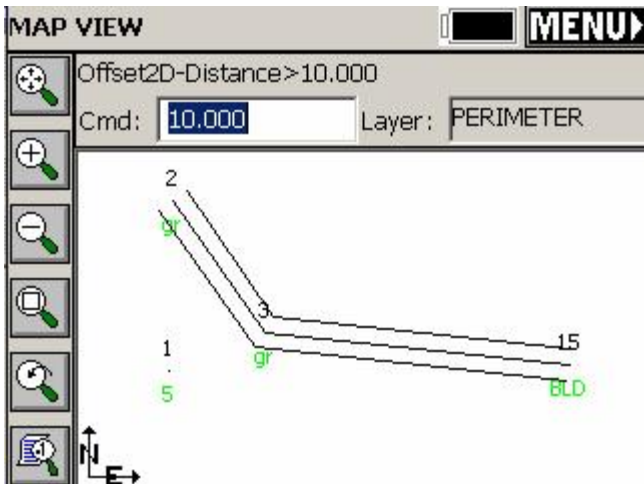 MAP VIEW MENU
Offset2D-Distance>10.000
Cmd: 10.000 Layer: PERIMETER
2
gr
3
gr
15
BLD
1
5
N
E